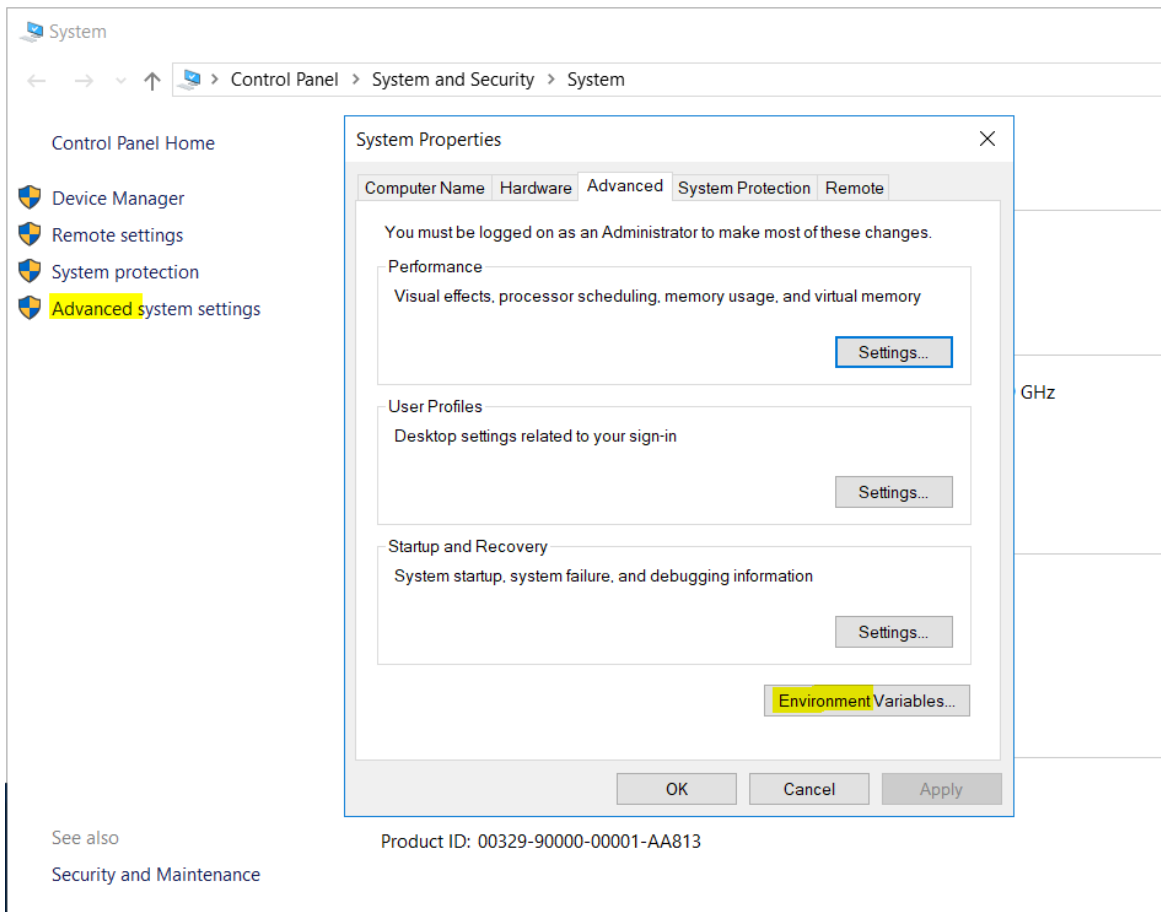 System
Control Panel > System and Security > System
Control Panel Home
Device Manager
Remote settings
System protection
Advanced system settings
System Properties
Computer Name Hardware Advanced System Protection Remote
You must be logged on as an Administrator to make most of these changes.
Performance
Visual effects, processor scheduling, memory usage, and virtual memory
Settings...
User Profiles
Desktop settings related to your sign-in
Settings...
Startup and Recovery
System startup, system failure, and debugging information
Settings...
Environment Variables...
OK Cancel Apply
GHz
See also
Security and Maintenance
Product ID: 00329-90000-00001-AA813